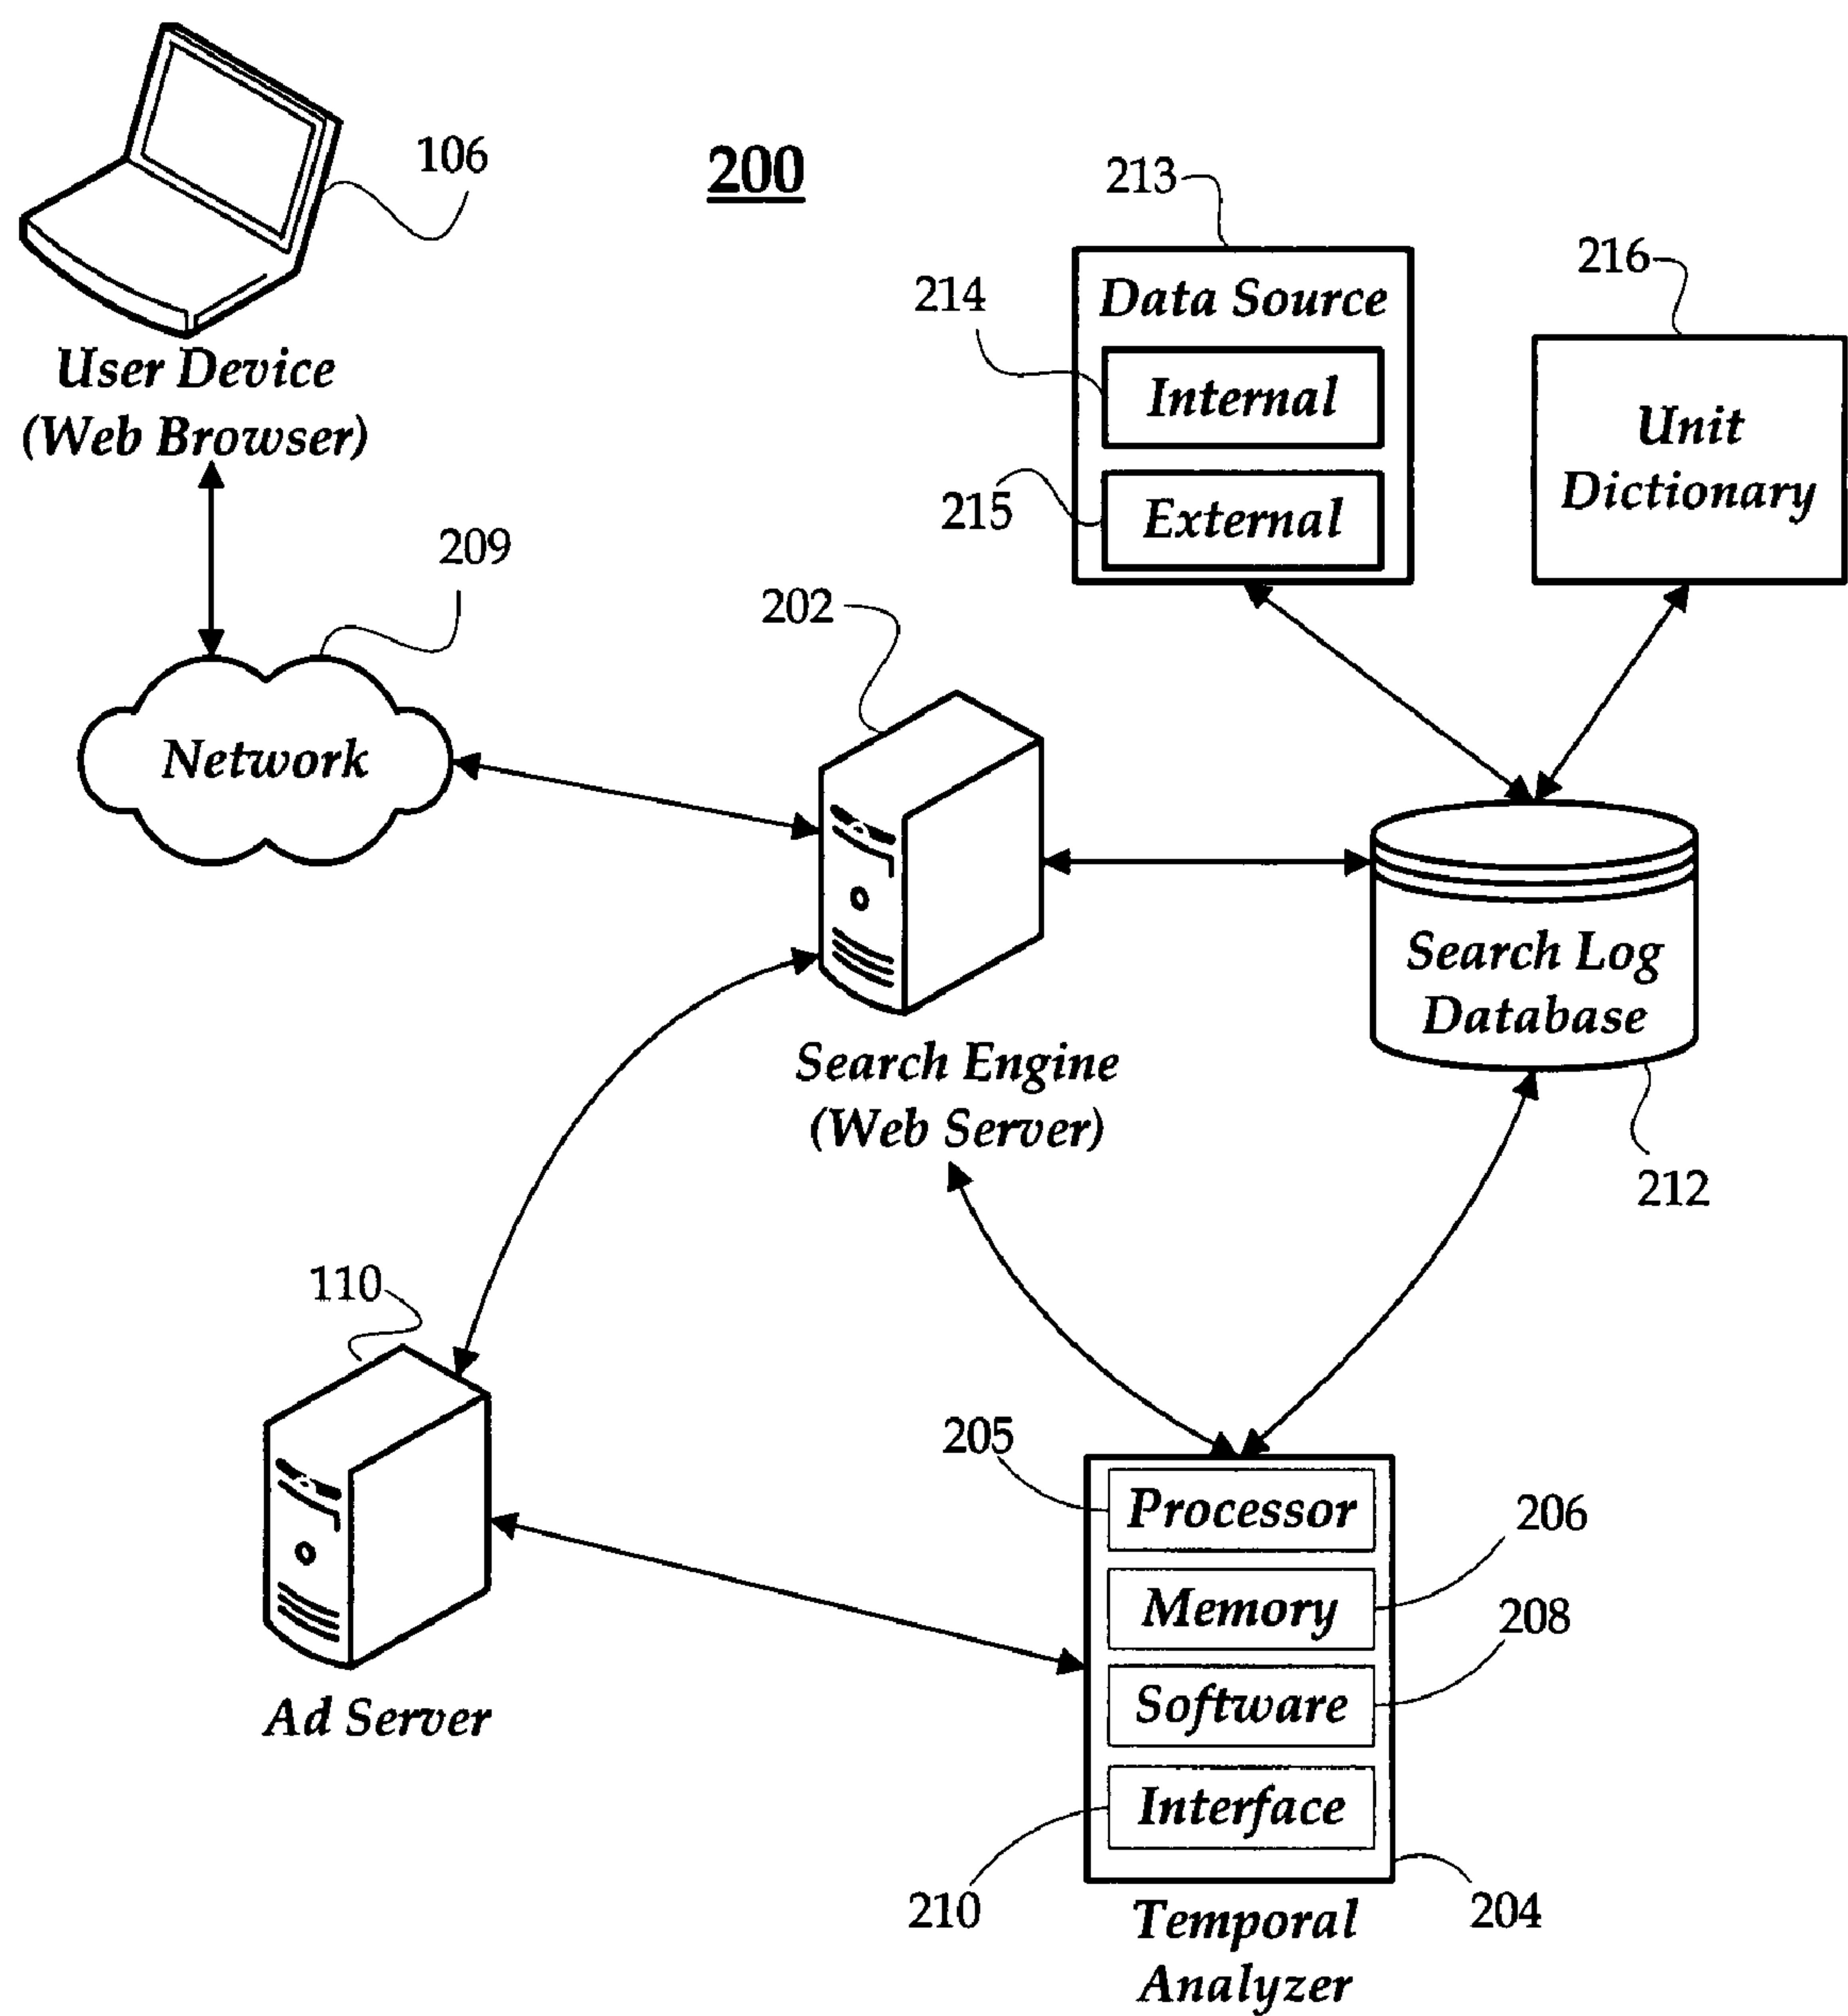 200
106
User Device
(Web Browser)
213
Data Source
214
Internal
215
External
216
Unit
Dictionary
209
Network
202
Search Engine
(Web Server)
Search Log
Database
212
110
Ad Server
205
Processor
206
Memory
208
Software
Interface
210
204
Temporal
Analyzer